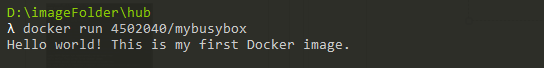 D:\imageFolder\hub
λ docker run 4502040/mybusybox
Hello world! This is my first Docker image.